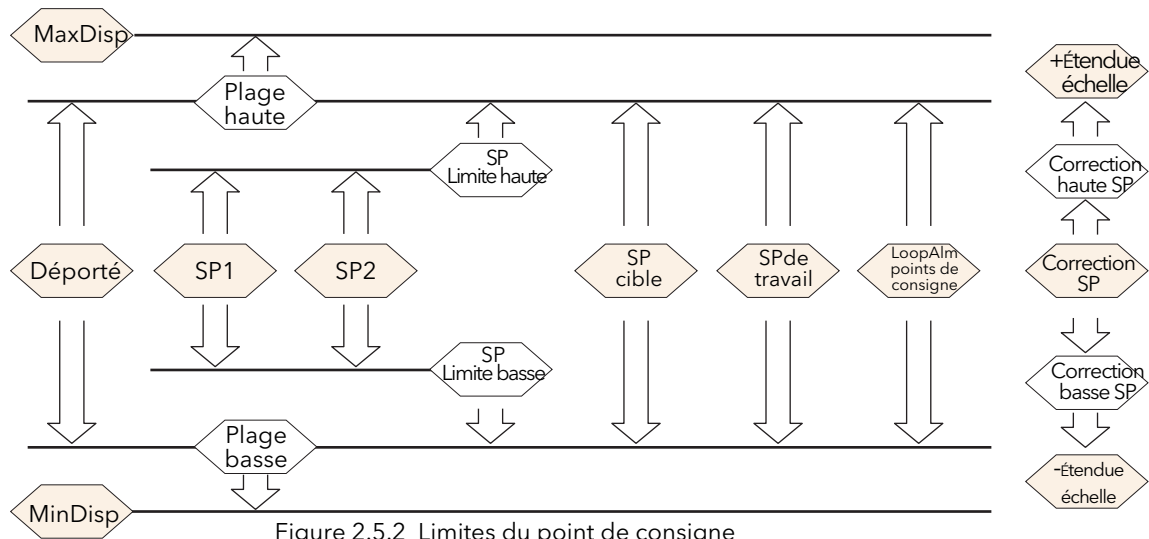 MaxDisp
+Étendue
échelle
Plage
haute
SP
Limite haute
Correction
haute SP
Déporté
SP1
SP2
SP
cible
SPde
travail
LoopAlm
points de
consigne
Correction
SP
SP
Limite basse
Correction
basse SP
Plage
basse
-Étendue
échelle
MinDisp
Figure 2.5.2 Limites du point de consigne